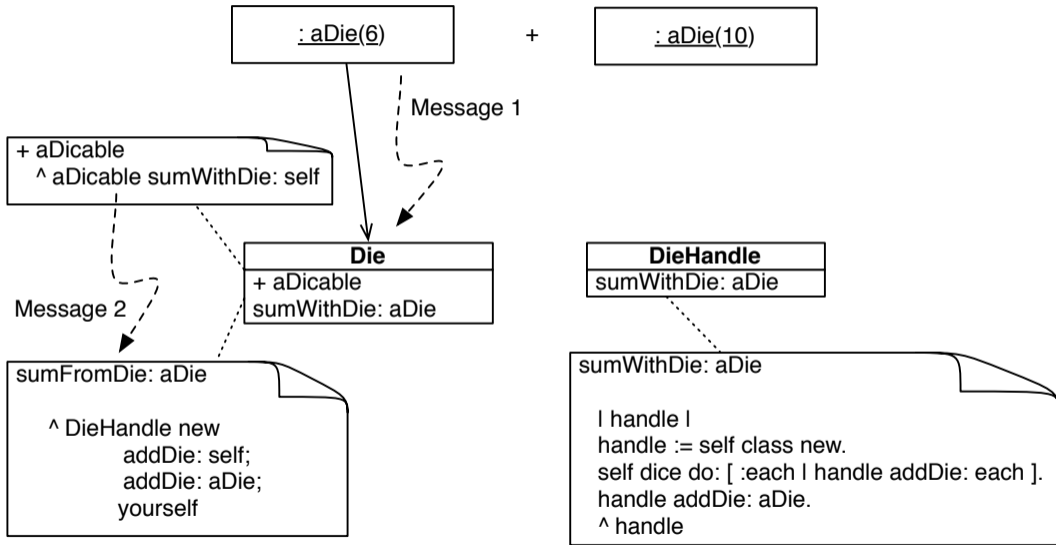 : aDie(6)
+
: aDie(10)
Message 1
+ aDicable
^ aDicable sumWithDie: self
Die
+ aDicable
sumWithDie: aDie
DieHandle
sumWithDie: aDie
Message 2
sumFromDie: aDie
^ DieHandle new
addDie: self;
addDie: aDie;
yourself
sumWithDie: aDie
| handle |
handle := self class new.
self dice do: [ :each | handle addDie: each ].
handle addDie: aDie.
^ handle